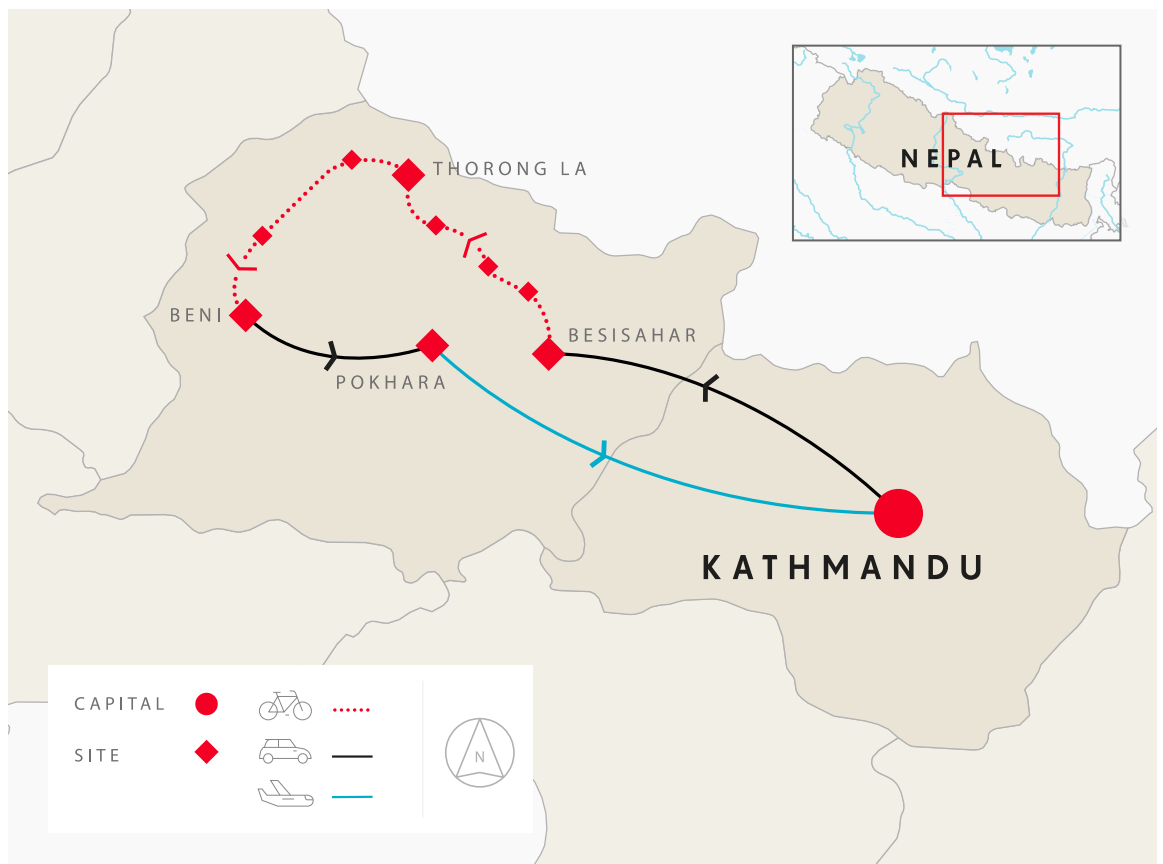 THORONG LA
NEPAL
BENI
BESISAHAR
POKHARA
KATHMANDU
CAPITAL
SITE
N